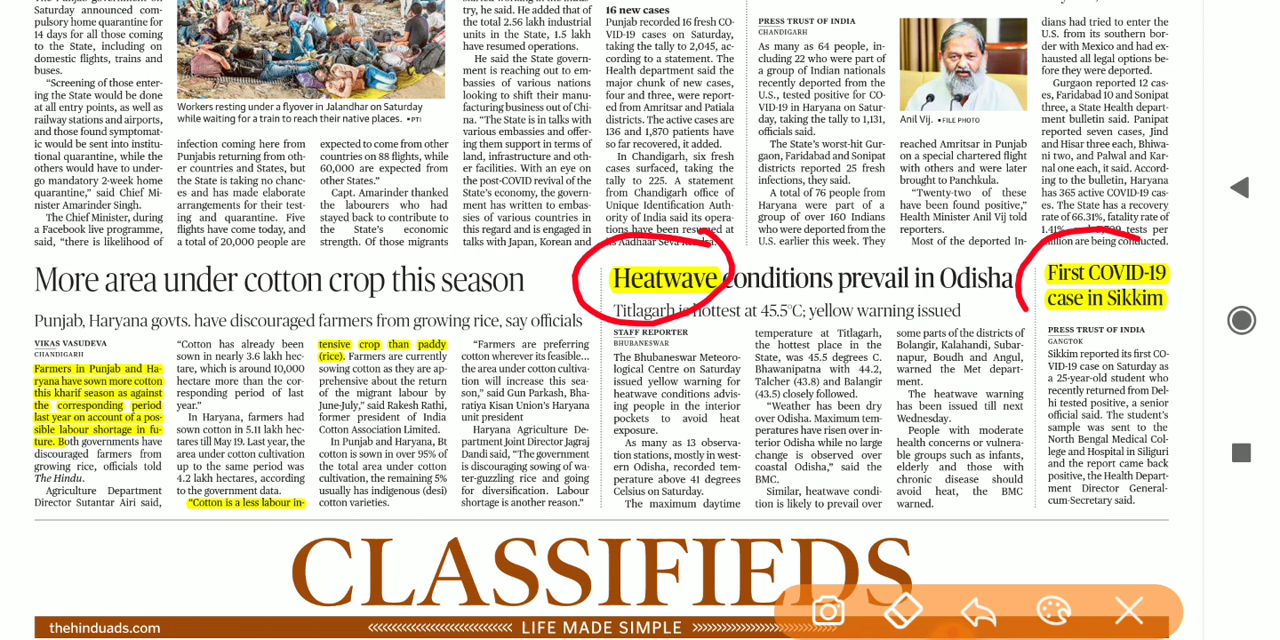 government on
Saturday announced com-
pulsory home quarantine for
14 days for all those coming
to the State, including on
domestic flights, trains and
buses.
“Screening of those enter-
ing the State would be done
at all entry points, as well as
railway stations and airports,
and those found symptomat-
ic would be sent into institu-
tional quarantine, while the
others would have to under-
go mandatory 2-week home
quarantine,” said Chief Mi-
nister Amarinder Singh.
The Chief Minister, during
a Facebook live programme,
said, “there is likelihood of
Workers resting under a flyover in Jalandhar on Saturday
while waiting for a train to reach their native places. •PTI
infection coming here from
Punjabis returning from oth-
er countries and States, but
the State is taking no chanc-
es and has made elaborate
arrangements for their test-
ing and quarantine. Five
flights have come today, and
a total of 20,000 people are
expected to come from other
countries on 88 flights, while
60,000 are expected from
other States.”
Capt. Amarinder thanked
the labourers who had
stayed back to contribute to
the State’s economic
strength. Of those migrants
ry, he said. He added that of
the total 2.56 lakh industrial
units in the State, 1.5 lakh
have resumed operations.
He said the State govern-
ment is reaching out to em-
bassies of various nations
looking to shift their manu-
facturing business out of Chi-
na. “The State is in talks with
various embassies and offer-
ing them support in terms of
land, infrastructure and oth-
er facilities. With an eye on
the post-COVID revival of the
State’s economy, the govern-
ment has written to embas-
sies of various countries in
this regard and is engaged in
talks with Japan, Korean and
16 new cases
Punjab recorded 16 fresh CO-
VID-19 cases on Saturday,
taking the tally to 2,045, ac-
cording to a statement. The
Health department said the
major chunk of new cases,
four and three, were report-
ed from Amritsar and Patiala
districts. The active cases are
136 and 1,870 patients have
so far recovered, it added.
In Chandigarh, six fresh
cases surfaced, taking the
tally to 225. A statement
from Chandigarh office of
Unique Identification Auth-
ority of India said its opera-
tions have been resumed at
its Aadhaar Seva Kendra.
PRESS TRUST OF INDIA
CHANDIGARH
As many as 64 people, in-
cluding 22 who were part of
a group of Indian nationals
recently deported from the
U.S., tested positive for CO-
VID-19 in Haryana on Satur-
day, taking the tally to 1,131,
officials said.
The State’s worst-hit Gur-
gaon, Faridabad and Sonipat
districts reported 25 fresh
infections, they said.
A total of 76 people from
Haryana were part of a
group of over 160 Indians
who were deported from the
U.S. earlier this week. They
Anil Vij. •FILE PHOTO
reached Amritsar in Punjab
on a special chartered flight
with others and were later
brought to Panchkula.
“Twenty-two of these
have been found positive,”
Health Minister Anil Vij told
reporters.
Most of the deported In-
dians had tried to enter the
U.S. from its southern bor-
der with Mexico and had ex-
hausted all legal options be-
fore they were deported.
Gurgaon reported 12 cas-
es, Faridabad 10 and Sonipat
three, a State Health depart-
ment bulletin said. Panipat
reported seven cases, Jind
and Hisar three each, Bhiwa-
ni two, and Palwal and Kar-
nal one each, it said. Accord-
ing to the bulletin, Haryana
has 365 active COVID-19 cas-
es. The State has a recovery
rate of 66.31%, fatality rate of
1.41% tests per
million are being conducted.
More area under cotton crop this season
Punjab, Haryana govts. have discouraged farmers from growing rice, say officials
VIKAS VASUDEVA
CHANDIGARH
Farmers in Punjab and Ha-
ryana have sown more cotton
this kharif season as against
the corresponding period
last year on account of a pos-
sible labour shortage in fu-
ture. Both governments have
discouraged farmers from
growing rice, officials told
The Hindu.
Agriculture Department
Director Sutantar Airi said,
“Cotton has already been
sown in nearly 3.6 lakh hec-
tare, which is around 10,000
hectare more than the cor-
responding period of last
year.”
In Haryana, farmers had
sown cotton in 5.11 lakh hec-
tares till May 19. Last year, the
area under cotton cultivation
up to the same period was
4.2 lakh hectares, according
to the government data.
“Cotton is a less labour in-
tensive crop than paddy
(rice). Farmers are currently
sowing cotton as they are ap-
prehensive about the return
of the migrant labour by
June-July,” said Rakesh Rathi,
former president of India
Cotton Association Limited.
In Punjab and Haryana, Bt
cotton is sown in over 95% of
the total area under cotton
cultivation, the remaining 5%
usually has indigenous (desi)
cotton varieties.
“Farmers are preferring
cotton wherever its feasible...
the area under cotton cultiva-
tion will increase this sea-
son,” said Gun Parkash, Bha-
ratiya Kisan Union’s Haryana
unit president
Haryana Agriculture De-
partment Joint Director Jagraj
Dandi said, “The government
is discouraging sowing of wa-
ter-guzzling rice and going
for diversification. Labour
shortage is another reason.”
Heatwave conditions prevail in Odisha
Titlagarh is hottest at 45.5°C; yellow warning issued
STAFF REPORTER
BHUBANESWAR
The Bhubaneswar Meteoro-
logical Centre on Saturday
issued yellow warning for
heatwave conditions advis-
ing people in the interior
pockets to avoid heat
exposure.
As many as 13 observa-
tion stations, mostly in west-
ern Odisha, recorded tem-
perature above 41 degrees
Celsius on Saturday.
The maximum daytime
temperature at Titlagarh,
the hottest place in the
State, was 45.5 degrees C.
Bhawanipatna with 44.2,
Talcher (43.8) and Balangir
(43.5) closely followed.
“Weather has been dry
over Odisha. Maximum tem-
peratures have risen over in-
terior Odisha while no large
change is observed over
coastal Odisha,” said the
BMC.
Similar, heatwave condi-
tion is likely to prevail over
some parts of the districts of
Bolangir, Kalahandi, Subar-
napur, Boudh and Angul,
warned the Met depart-
ment.
The heatwave warning
has been issued till next
Wednesday.
People with moderate
health concerns or vulnera-
ble groups such as infants,
elderly and those with
chronic disease should
avoid heat, the BMC
warned.
First COVID-19
case in Sikkim
PRESS TRUST OF INDIA
GANGTOK
Sikkim reported its first CO-
VID-19 case on Saturday as
a 25-year-old student who
recently returned from Del-
hi tested positive, a senior
official said. The student’s
sample was sent to the
North Bengal Medical Col-
lege and Hospital in Siliguri
and the report came back
positive, the Health Depart-
ment Director General-
cum-Secretary said.
CLASSIFIEDS
thehinduads.com
LIFE MADE SIMPLE